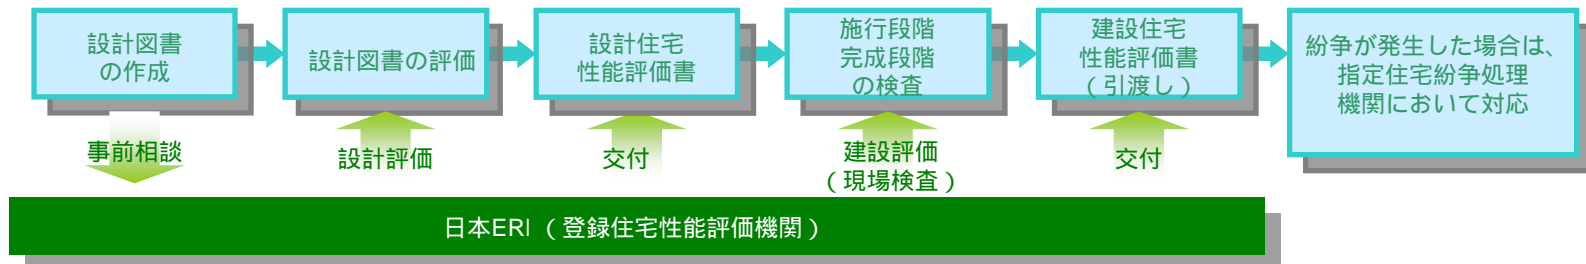 設計図書
の作成
設計図書の評価
設計住宅
性能評価書
施行段階
完成段階
の検査
建設住宅
性能評価書
（引渡し）
紛争が発生した場合は、
指定住宅紛争処理
機関において対応
事前相談
設計評価
交付
建設評価
（現場検査）
交付
日本ERI（登録住宅性能評価機関）